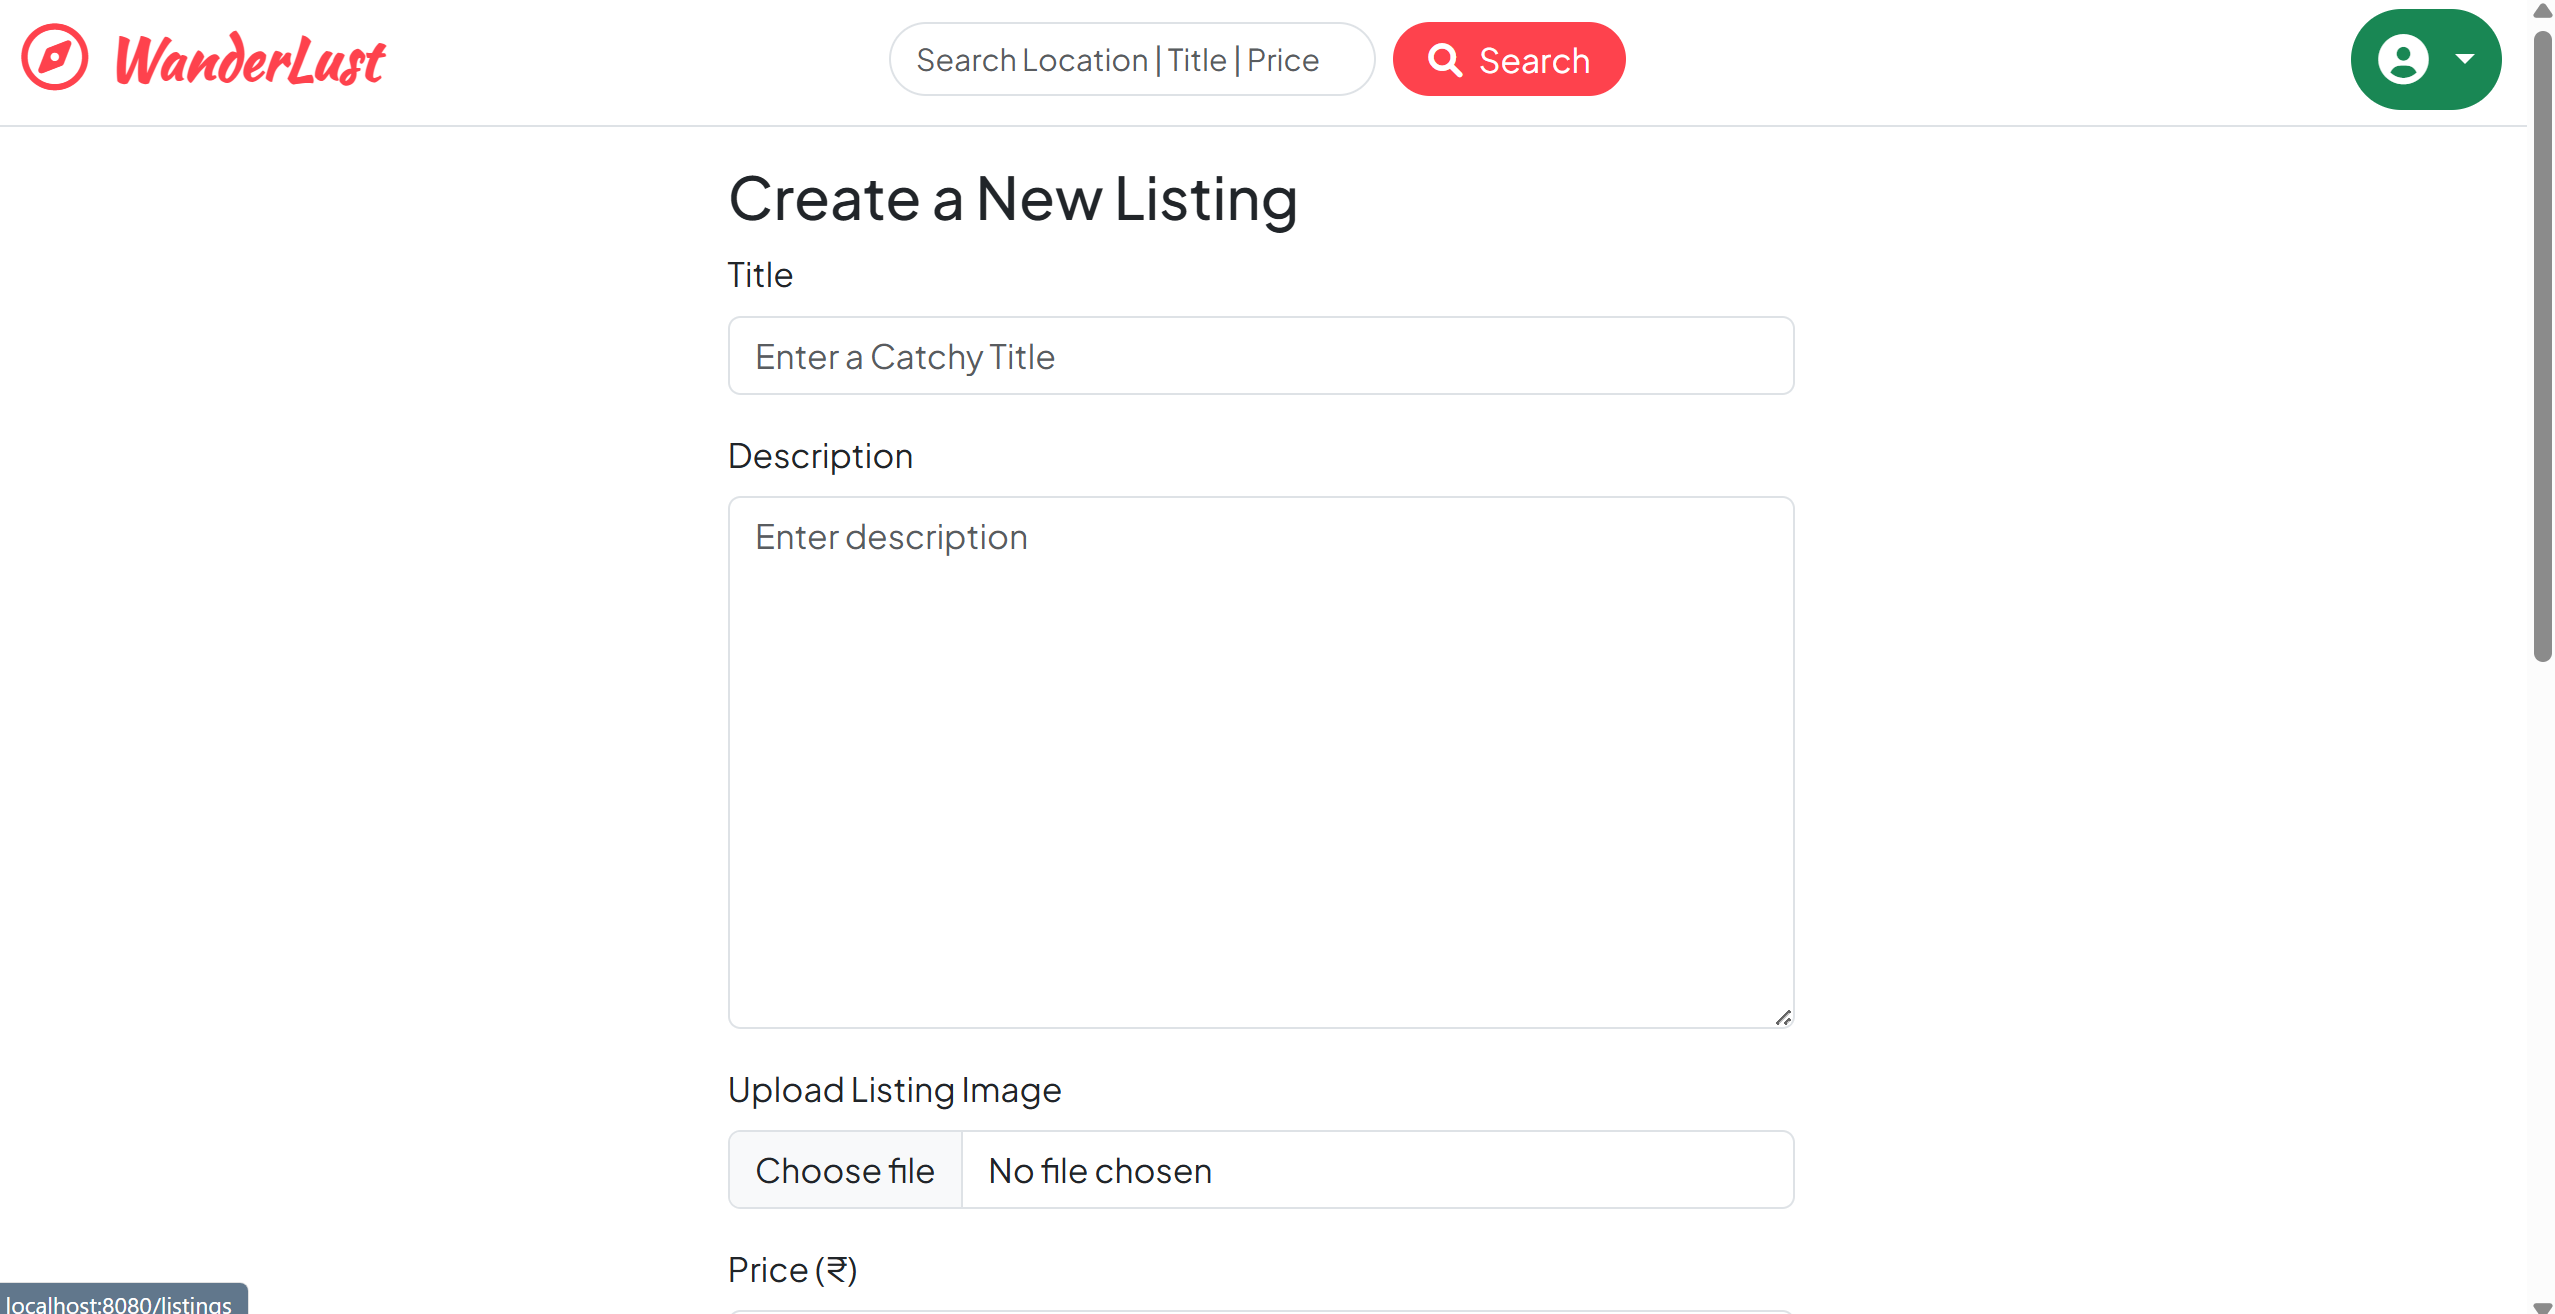 WanderLust
Search Location | Title | Price
Search
Create a New Listing
Title
Enter a Catchy Title
Description
Enter description
Upload Listing Image
Choose file
No file chosen
Price (₹)
localhost:8080/listings